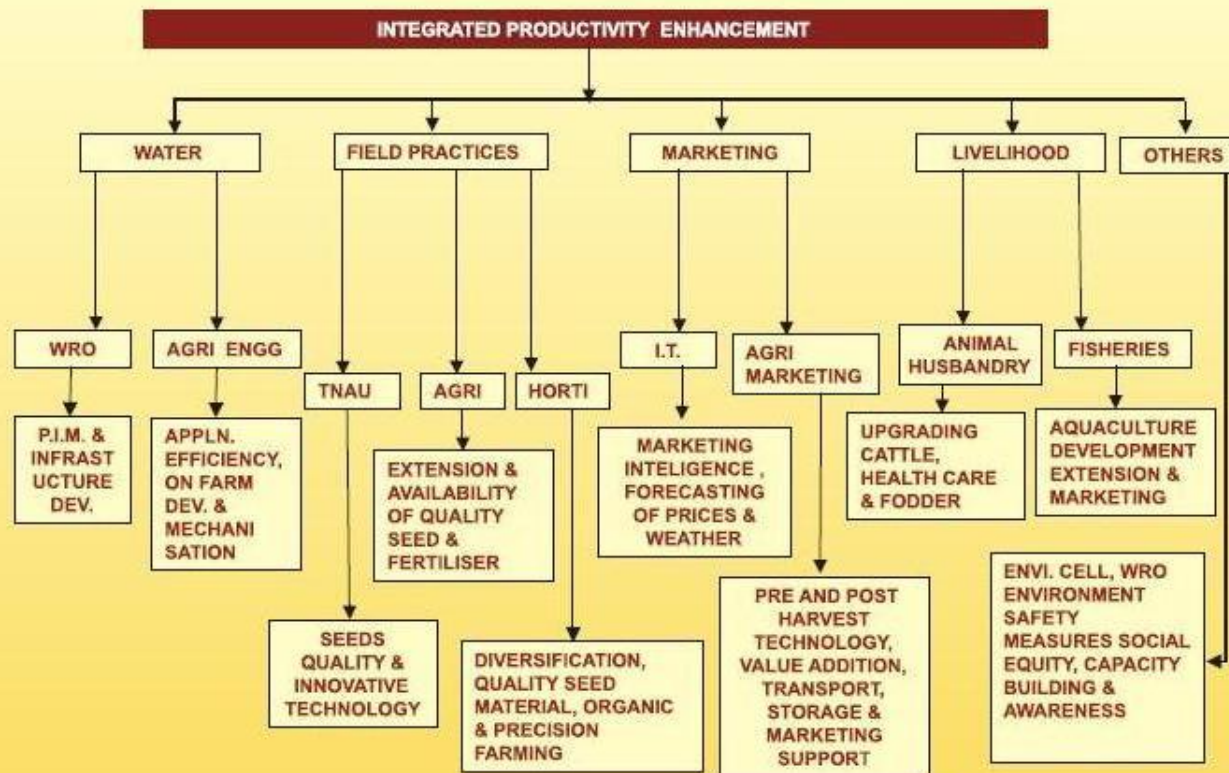 INTEGRATED PRODUCTIVITY ENHANCEMENT
WATER
FIELD PRACTICES
MARKETING
LIVELIHOOD
OTHERS
WRO
AGRI ENGG
TNAU
AGRI
HORTI
I.T.
AGRI
MARKETING
ANIMAL
HUSBANDRY
FISHERIES
P.I.M. &
INFRAST
UCTURE
DEV.
APPLN.
EFFICIENCY,
ON FARM
DEV. &
MECHANI
SATION
SEEDS
QUALITY &
INNOVATIVE
TECHNOLOGY
EXTENSION &
AVAILABILITY
OF QUALITY
SEED &
FERTILISER
DIVERSIFICATION,
QUALITY SEED
MATERIAL, ORGANIC
& PRECISION
FARMING
MARKETING
INTELIGENCE ,
FORECASTING
OF PRICES &
WEATHER
PRE AND POST
HARVEST
TECHNOLOGY,
VALUE ADDITION,
TRANSPORT,
STORAGE &
MARKETING
SUPPORT
UPGRADING
CATTLE,
HEALTH CARE
& FODDER
AQUACULTURE
DEVELOPMENT
EXTENSION &
MARKETING
ENVI. CELL, WRO
ENVIRONMENT
SAFETY
MEASURES SOCIAL
EQUITY, CAPACITY
BUILDING &
AWARENESS